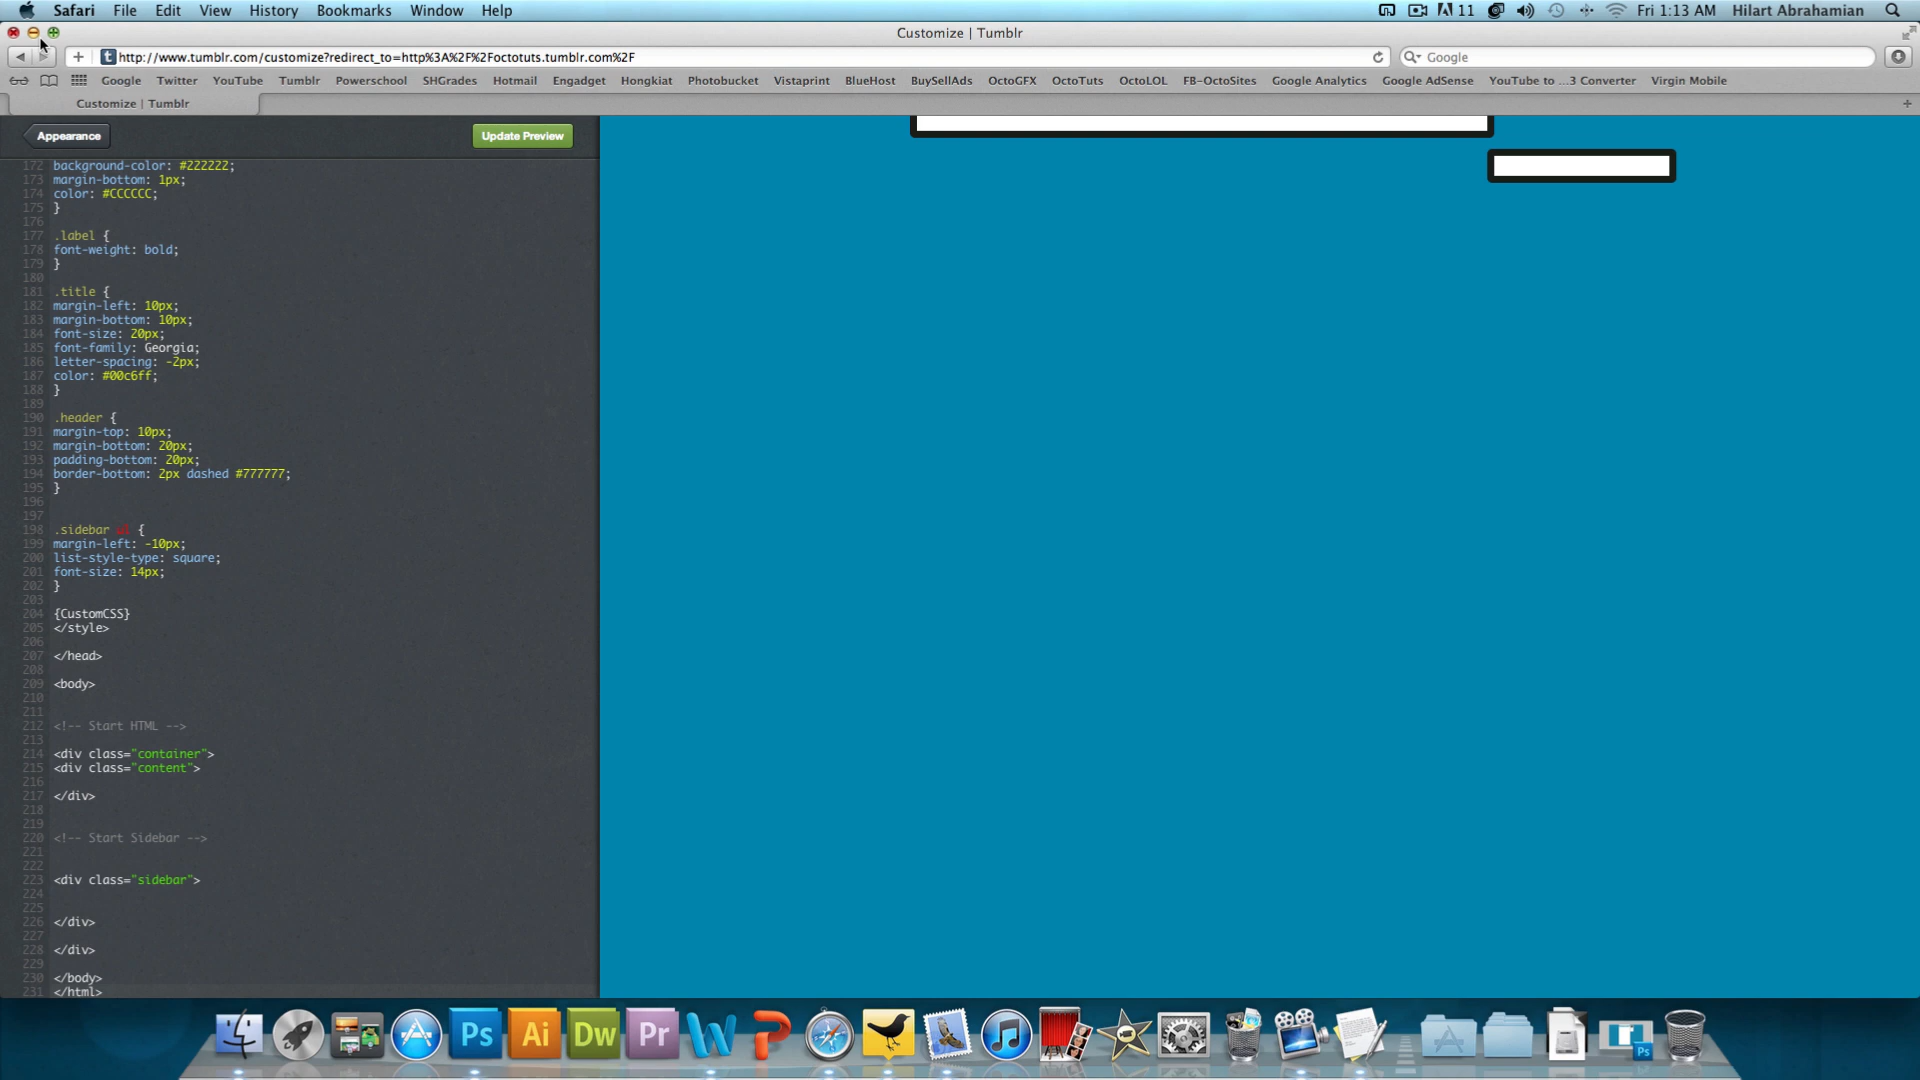 Safari File Edit View History Bookmarks Window Help 11 Fri 1:13 AM Hilart Abrahamian
Customize | Tumblr
http://www.tumblr.com/customize?redirect_to=http%3A%2F%2Foctotuts.tumblr.com%2F Google
Google Twitter YouTube Tumblr Powerschool SHGrades Hotmail Engadget Hongkiat Photobucket Vistaprint BlueHost BuySellAds OctoGFX OctoTuts OctoLOL FB-OctoSites Google Analytics Google AdSense YouTube to ...3 Converter Virgin Mobile
Customize | Tumblr
Appearance Update Preview
172 background-color: #222222;
173 margin-bottom: 1px;
174 color: #CCCCCC;
175 }
176
177 .label {
178 font-weight: bold;
179 }
180
181 .title {
182 margin-left: 10px;
183 margin-bottom: 10px;
184 font-size: 20px;
185 font-family: Georgia;
186 letter-spacing: -2px;
187 color: #00c6ff;
188 }
189
190 .header {
191 margin-top: 10px;
192 margin-bottom: 20px;
193 padding-bottom: 20px;
194 border-bottom: 2px dashed #777777;
195 }
196
197
198 .sidebar ul {
199 margin-left: -10px;
200 list-style-type: square;
201 font-size: 14px;
202 }
203
204 {CustomCSS}
205 </style>
206
207 </head>
208
209 <body>
210
211
212 <!-- Start HTML -->
213
214 <div class="container">
215 <div class="content">
216
217 </div>
218
219
220 <!-- Start Sidebar -->
221
222
223 <div class="sidebar">
224
225
226 </div>
227
228 </div>
229
230 </body>
231 </html>
Ps Ai Dw Pr W P Ps